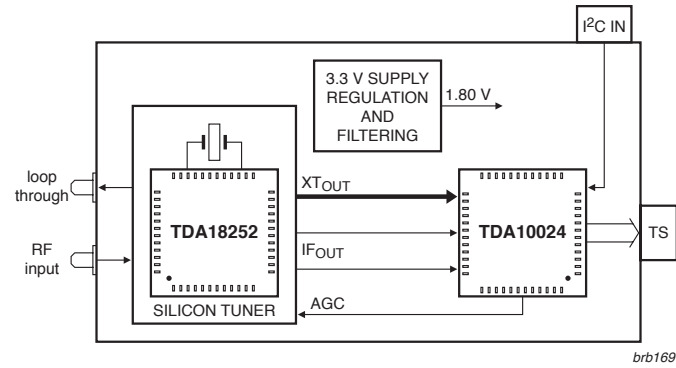 I²C IN
3.3 V SUPPLY
REGULATION
AND
FILTERING
1.80 V
loop
through
XTOUT
TDA18252
TDA10024
TS
RF
input
IFOUT
SILICON TUNER
AGC
brb169